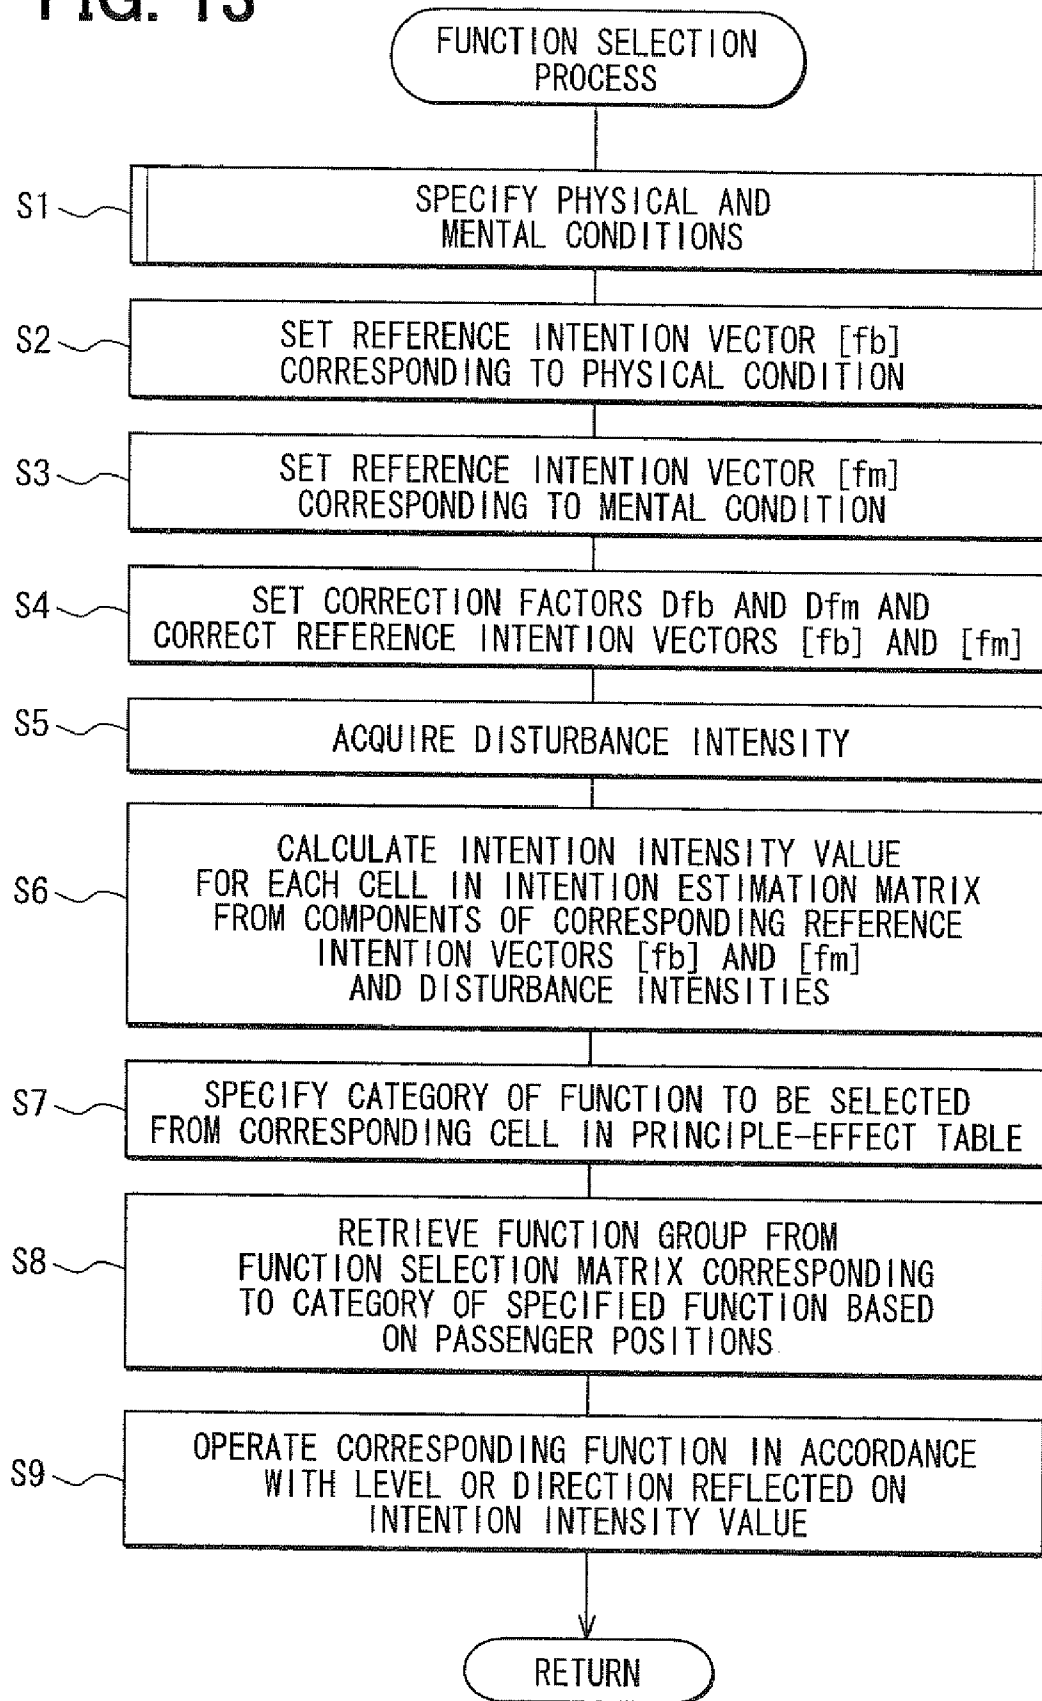 FIG. 13
FUNCTION SELECTION
PROCESS
S1
SPECIFY PHYSICAL AND
MENTAL CONDITIONS
S2
SET REFERENCE INTENTION VECTOR [fb]
CORRESPONDING TO PHYSICAL CONDITION
S3
SET REFERENCE INTENTION VECTOR [fm]
CORRESPONDING TO MENTAL CONDITION
S4
SET CORRECTION FACTORS Dfb AND Dfm AND
CORRECT REFERENCE INTENTION VECTORS [fb] AND [fm]
S5
ACQUIRE DISTURBANCE INTENSITY
S6
CALCULATE INTENTION INTENSITY VALUE
FOR EACH CELL IN INTENTION ESTIMATION MATRIX
FROM COMPONENTS OF CORRESPONDING REFERENCE
INTENTION VECTORS [fb] AND [fm]
AND DISTURBANCE INTENSITIES
S7
SPECIFY CATEGORY OF FUNCTION TO BE SELECTED
FROM CORRESPONDING CELL IN PRINCIPLE-EFFECT TABLE
S8
RETRIEVE FUNCTION GROUP FROM
FUNCTION SELECTION MATRIX CORRESPONDING
TO CATEGORY OF SPECIFIED FUNCTION BASED
ON PASSENGER POSITIONS
S9
OPERATE CORRESPONDING FUNCTION IN ACCORDANCE
WITH LEVEL OR DIRECTION REFLECTED ON
INTENTION INTENSITY VALUE
RETURN